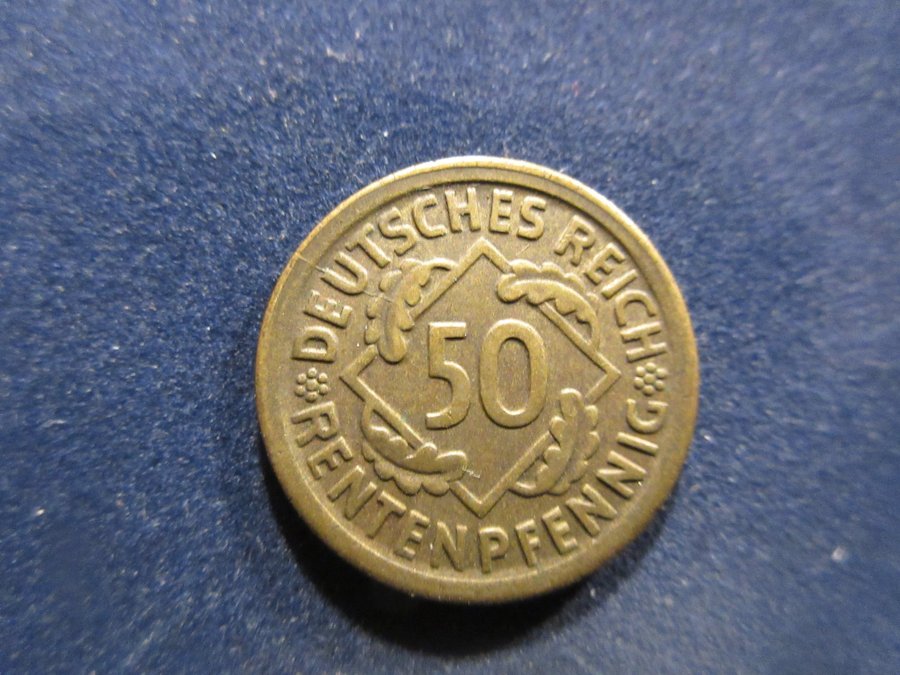 DEUTSCHES REICH
50
RENTENPFENNIG